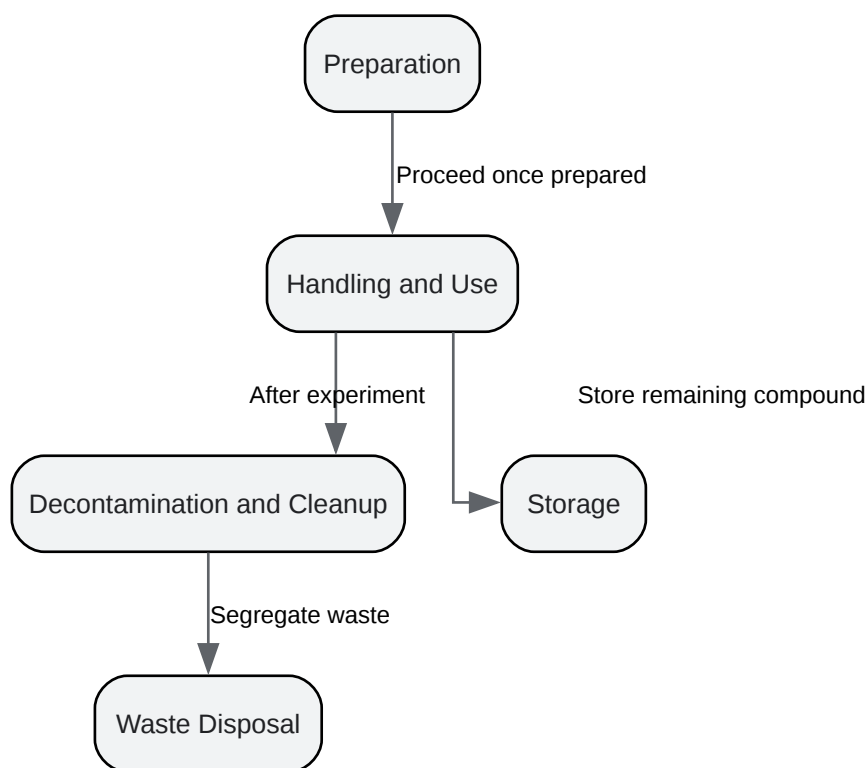 Preparation
Proceed once prepared
Handling and Use
After experiment
Store remaining compound
Decontamination and Cleanup
Storage
Segregate waste
Waste Disposal